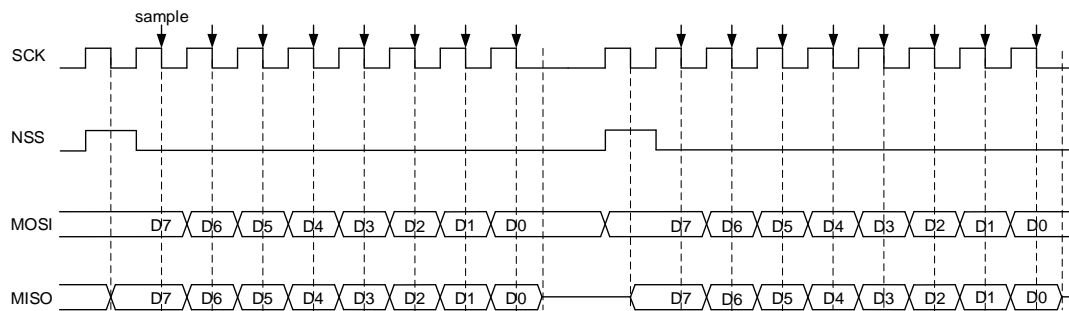 sample
SCK
NSS
MOSI D7 D6 D5 D4 D3 D2 D1 D0 D7 D6 D5 D4 D3 D2 D1 D0
MISO D7 D6 D5 D4 D3 D2 D1 D0 D7 D6 D5 D4 D3 D2 D1 D0